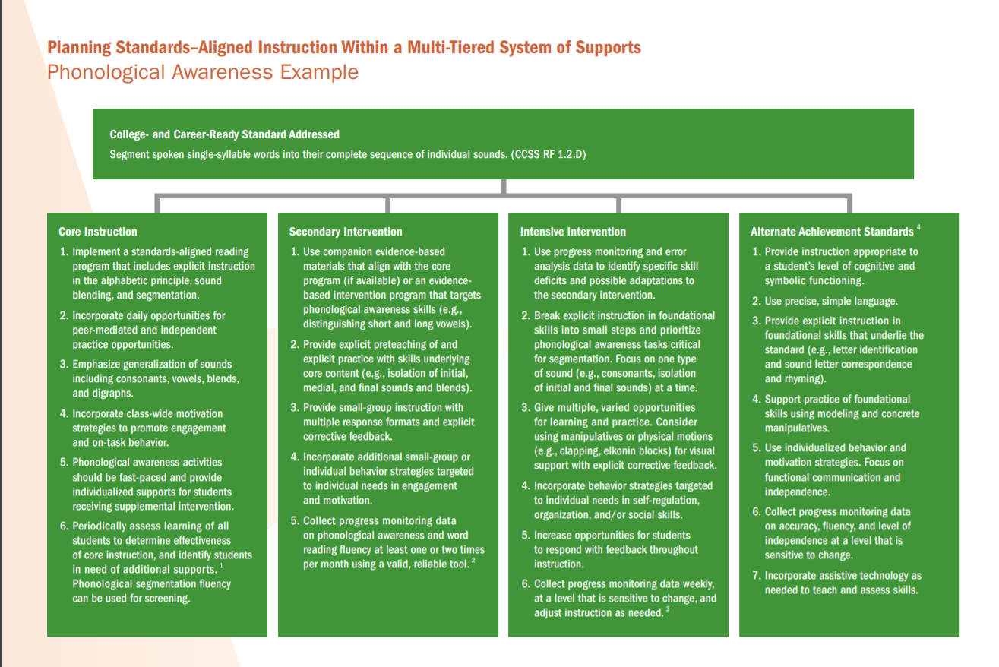 Planning Standards–Aligned Instruction Within a Multi-Tiered System of Supports
Phonological Awareness Example
College- and Career-Ready Standard Addressed
Segment spoken single-syllable words into their complete sequence of individual sounds. (CCSS RF 1.2.D)
Core Instruction
1. Implement a standards-aligned reading
program that includes explicit instruction
in the alphabetic principle, sound
blending, and segmentation.
2. Incorporate daily opportunities for
peer-mediated and independent
practice opportunities.
3. Emphasize generalization of sounds
including consonants, vowels, blends,
and digraphs.
4. Incorporate class-wide motivation
strategies to promote engagement
and on-task behavior.
5. Phonological awareness activities
should be fast-paced and provide
individualized supports for students
receiving supplemental intervention.
6. Periodically assess learning of all
students to determine effectiveness
of core instruction, and identify students
in need of additional supports. 1
Phonological segmentation fluency
can be used for screening.
Secondary Intervention
1. Use companion evidence-based
materials that align with the core
program (if available) or an evidence-
based intervention program that targets
phonological awareness skills (e.g.,
distinguishing short and long vowels).
2. Provide explicit preteaching of and
explicit practice with skills underlying
core content (e.g., isolation of initial,
medial, and final sounds and blends).
3. Provide small-group instruction with
multiple response formats and explicit
corrective feedback.
4. Incorporate additional small-group or
individual behavior strategies targeted
to individual needs in engagement
and motivation.
5. Collect progress monitoring data
on phonological awareness and word
reading fluency at least one or two times
per month using a valid, reliable tool. 2
Intensive Intervention
1. Use progress monitoring and error
analysis data to identify specific skill
deficits and possible adaptations to
the secondary intervention.
2. Break explicit instruction in foundational
skills into small steps and prioritize
phonological awareness tasks critical
for segmentation. Focus on one type
of sound (e.g., consonants, isolation
of initial and final sounds) at a time.
3. Give multiple, varied opportunities
for learning and practice. Consider
using manipulatives or physical motions
(e.g., clapping, elkonin blocks) for visual
support with explicit corrective feedback.
4. Incorporate behavior strategies targeted
to individual needs in self-regulation,
organization, and/or social skills.
5. Increase opportunities for students
to respond with feedback throughout
instruction.
6. Collect progress monitoring data weekly,
at a level that is sensitive to change, and
adjust instruction as needed. 3
Alternate Achievement Standards 4
1. Provide instruction appropriate to
a student's level of cognitive and
symbolic functioning.
2. Use precise, simple language.
3. Provide explicit instruction in
foundational skills that underlie the
standard (e.g., letter identification
and sound letter correspondence
and rhyming).
4. Support practice of foundational
skills using modeling and concrete
manipulatives.
5. Use individualized behavior and
motivation strategies. Focus on
functional communication and
independence.
6. Collect progress monitoring data
on accuracy, fluency, and level of
independence at a level that is
sensitive to change.
7. Incorporate assistive technology as
needed to teach and assess skills.